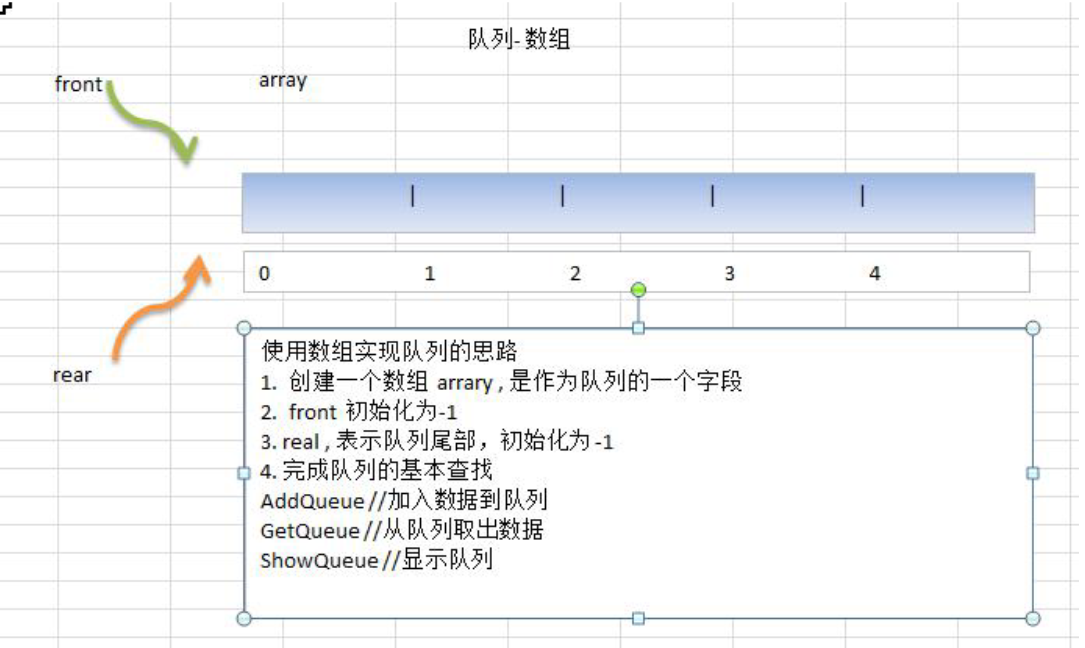 队列-数组
front
array
0 1 2 3 4
rear
使用数组实现队列的思路
1. 创建一个数组 arrary , 是作为队列的一个字段
2. front 初始化为-1
3. real , 表示队列尾部，初始化为 -1
4. 完成队列的基本查找
AddQueue //加入数据到队列
GetQueue //从队列取出数据
ShowQueue //显示队列